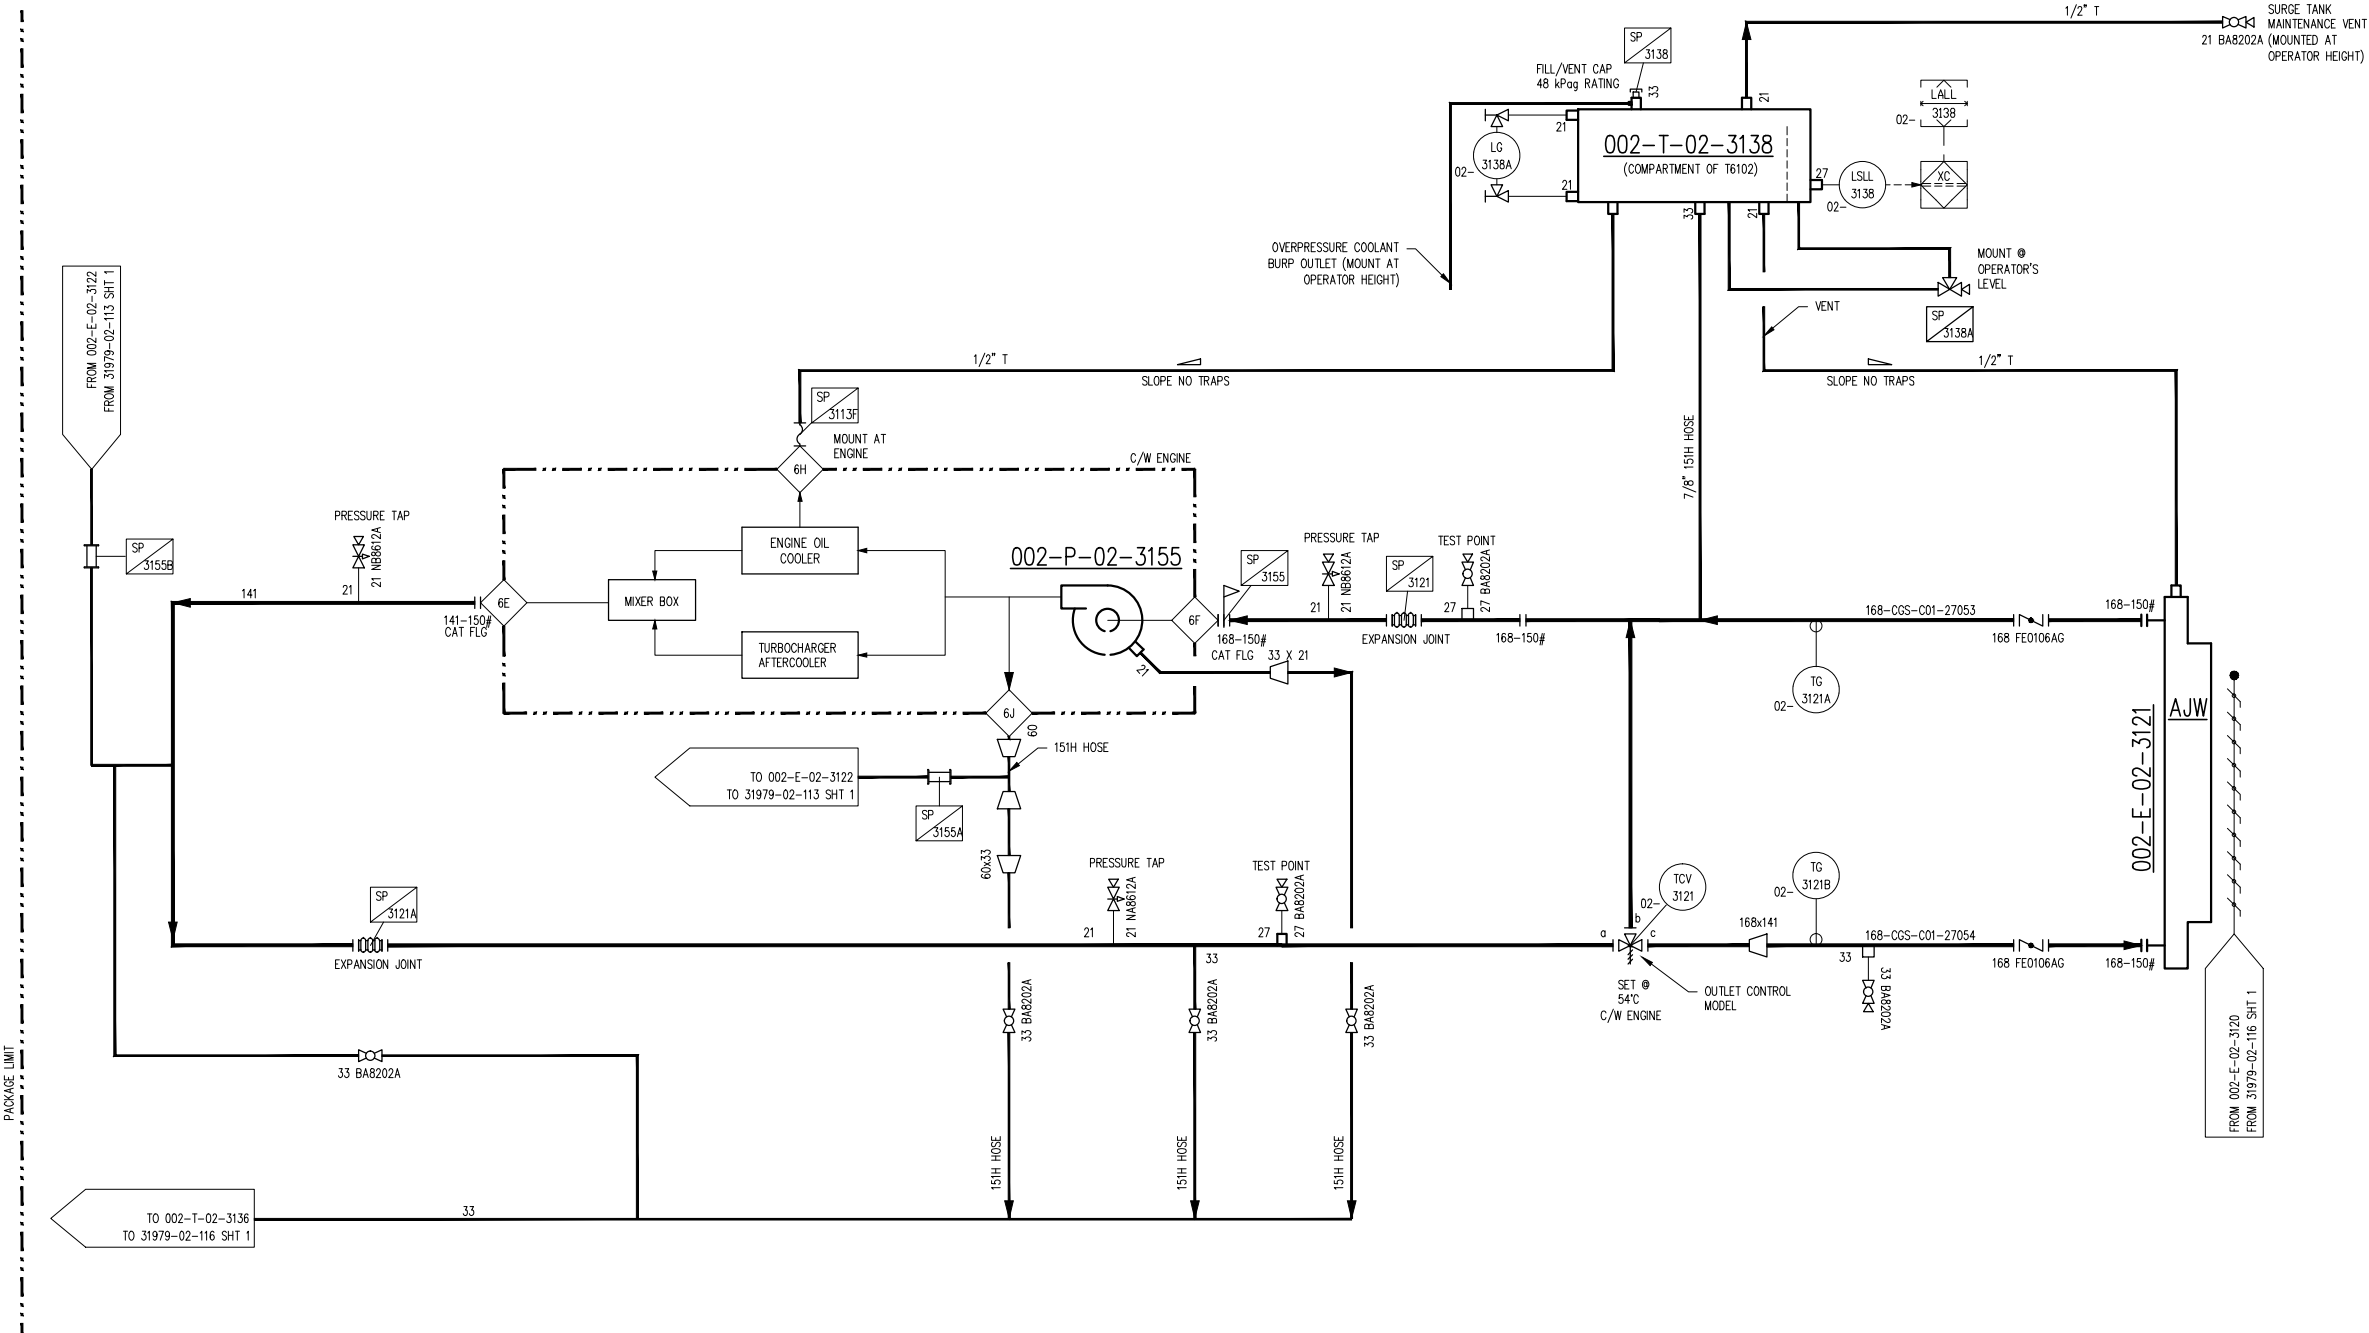 1/2" T
SURGE TANK
MAINTENANCE VENT
21 BA8202A (MOUNTED AT
OPERATOR HEIGHT)
SP
3138
FILL/VENT CAP
48 kPag RATING
33
21
LALL
3138
02-
21
LG
3138A
02-
21
002-T-02-3138
(COMPARTMENT OF T6102)
27
LSLL
3138
02-
XC
33
21
OVERPRESSURE COOLANT
BURP OUTLET (MOUNT AT
OPERATOR HEIGHT)
MOUNT @
OPERATOR'S
LEVEL
SP
3138A
VENT
FROM 002-E-02-3122
FROM 31979-02-113 SHT 1
1/2" T
SLOPE NO TRAPS
1/2" T
SLOPE NO TRAPS
SP
3113F
MOUNT AT
ENGINE
6H
C/W ENGINE
7/8" 151H HOSE
SP
3155B
PRESSURE TAP
21 NB8612A
21
141
6E
141-150#
CAT FLG
ENGINE OIL
COOLER
MIXER BOX
TURBOCHARGER
AFTERCOOLER
002-P-02-3155
21
6F
SP
3155
168-150#
CAT FLG
33 X 21
PRESSURE TAP
21
21 NB8612A
SP
3121
EXPANSION JOINT
TEST POINT
27
27 BA8202A
168-150#
168-CGS-C01-27053
168 FE0106AG
168-150#
TG
3121A
02-
AJW
002-E-02-3121
6J
60
151H HOSE
TO 002-E-02-3122
TO 31979-02-113 SHT 1
SP
3155A
60x33
SP
3121A
EXPANSION JOINT
PRESSURE TAP
21
21 NA8612A
TEST POINT
27
27 BA8202A
33
TCV
3121
02-
a
b
c
SET @
54°C
C/W ENGINE
OUTLET CONTROL
MODEL
168x141
TG
3121B
02-
168-CGS-C01-27054
33
33 BA8202A
168 FE0106AG
168-150#
FROM 002-E-02-3120
FROM 31979-02-116 SHT 1
33 BA8202A
33 BA8202A
33 BA8202A
33 BA8202A
PACKAGE LIMIT
151H HOSE
151H HOSE
151H HOSE
TO 002-T-02-3136
TO 31979-02-116 SHT 1
33